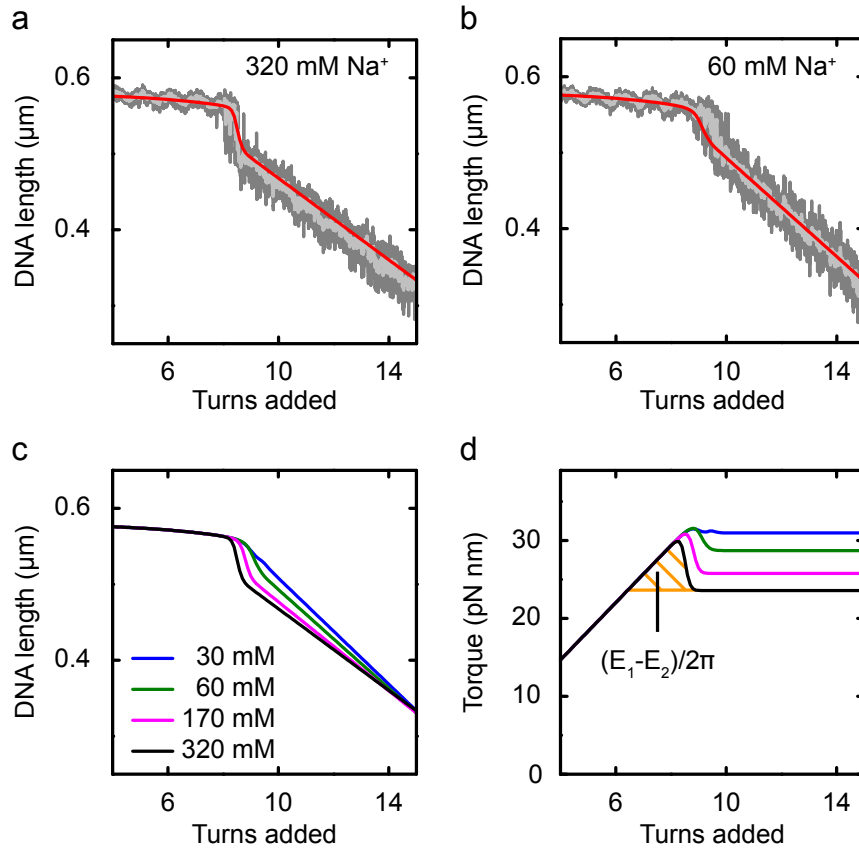 a
320 mM Na⁺
DNA length (µm)
0.6
0.4
6
10
14
Turns added
b
60 mM Na⁺
DNA length (µm)
0.6
0.4
6
10
14
Turns added
c
DNA length (µm)
0.6
0.4
30 mM
60 mM
170 mM
320 mM
6
10
14
Turns added
d
Torque (pN nm)
30
20
10
0
(E₁-E₂)/2π
6
10
14
Turns added